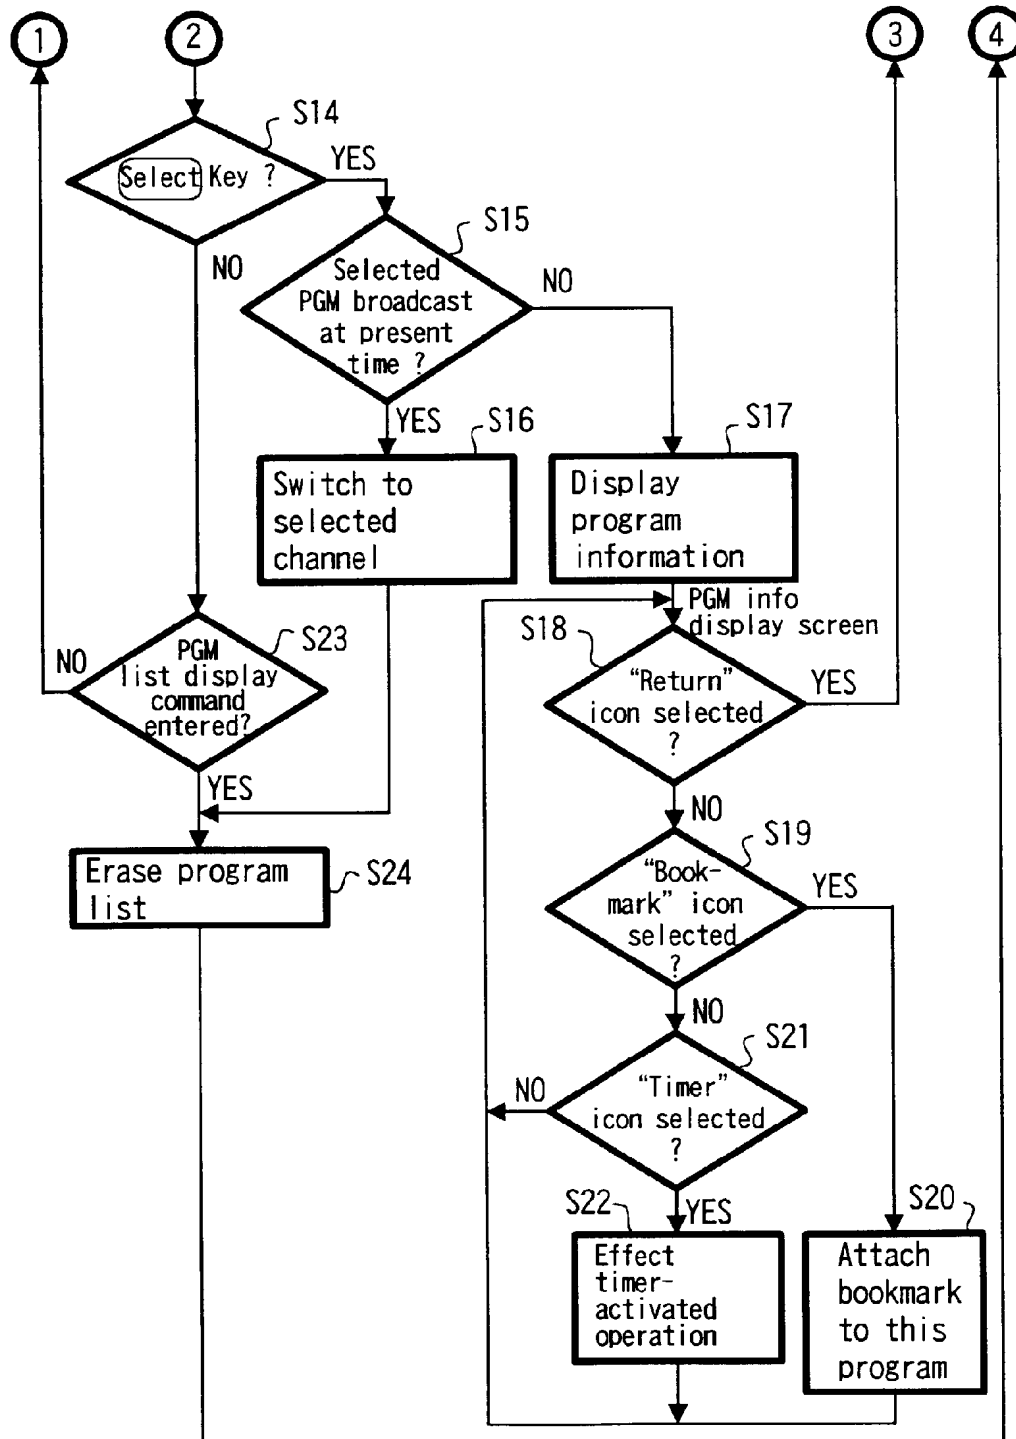 1
2
3
4
S14
Select Key ?
YES
NO
S15
Selected
PGM broadcast
at present
time ?
NO
YES
S16
Switch to
selected
channel
S17
Display
program
information
PGM info
display screen
S18
“Return”
icon selected
?
YES
NO
S23
PGM
list display
command
entered?
NO
YES
S24
Erase program
list
S19
“Book-
mark” icon
selected
?
YES
NO
S21
“Timer”
icon selected
?
NO
YES
S22
Effect
timer-
activated
operation
S20
Attach
bookmark
to this
program